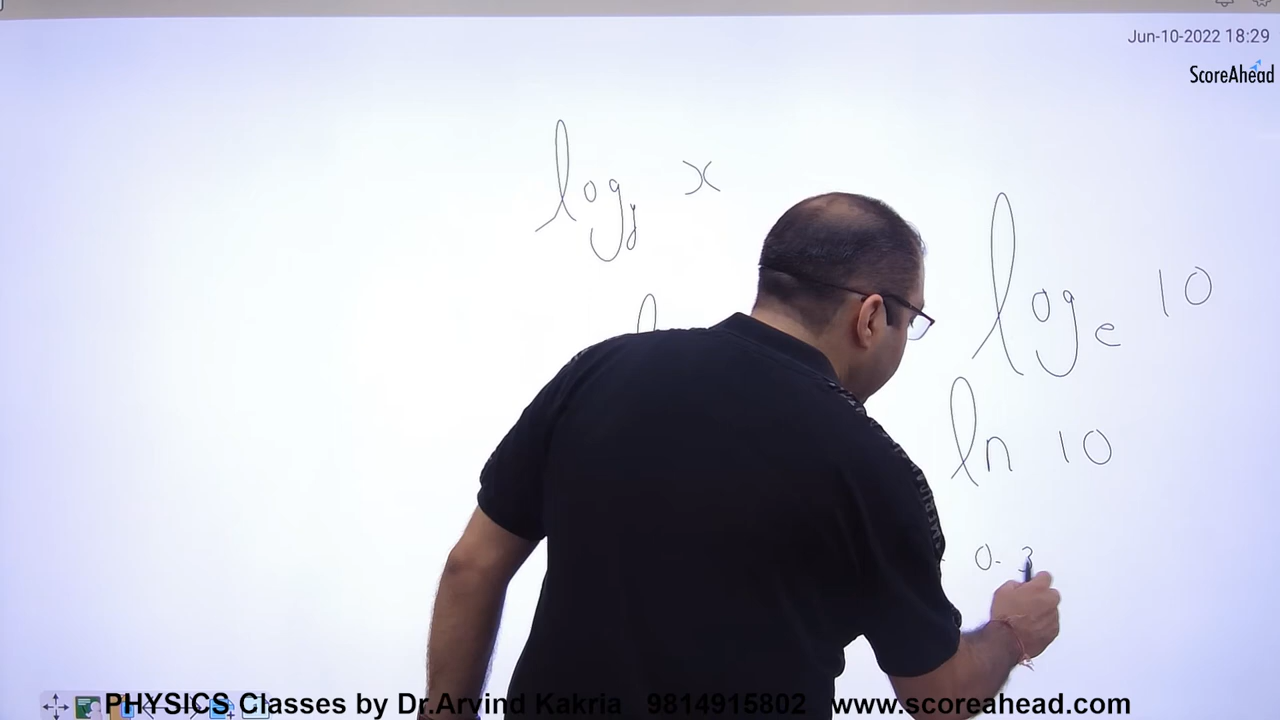 Jun-10-2022 18:29
ScoreAhead
log_y x
log_e 10
ln 10
0.3
PHYSICS Classes by Dr.Arvind Kakria 9814915802 www.scoreahead.com